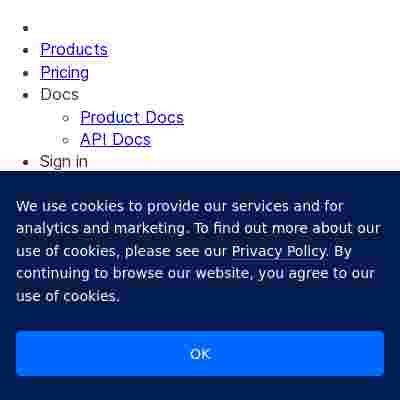 Products
Pricing
Docs
Product Docs
API Docs
Sign in
We use cookies to provide our services and for
analytics and marketing. To find out more about our
use of cookies, please see our Privacy Policy. By
continuing to browse our website, you agree to our
use of cookies.
OK